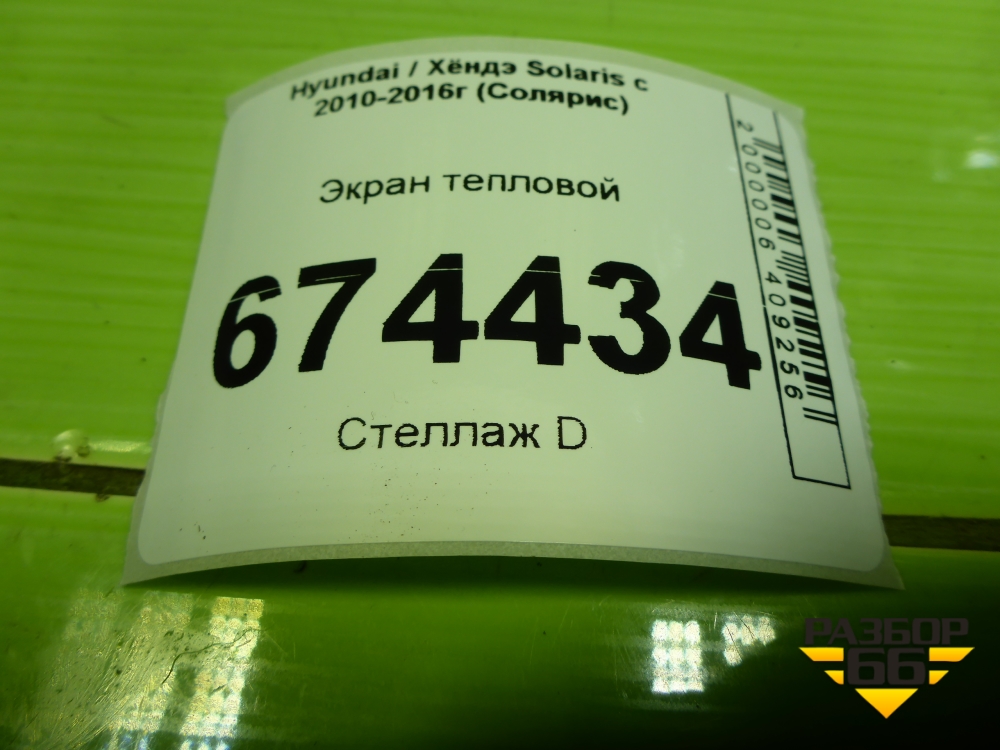 Hyundai / Хёндэ Solaris с
2010-2016г (Солярис)
Экран тепловой
674434
Стеллаж D
2000006409256
РАЗБОР
66